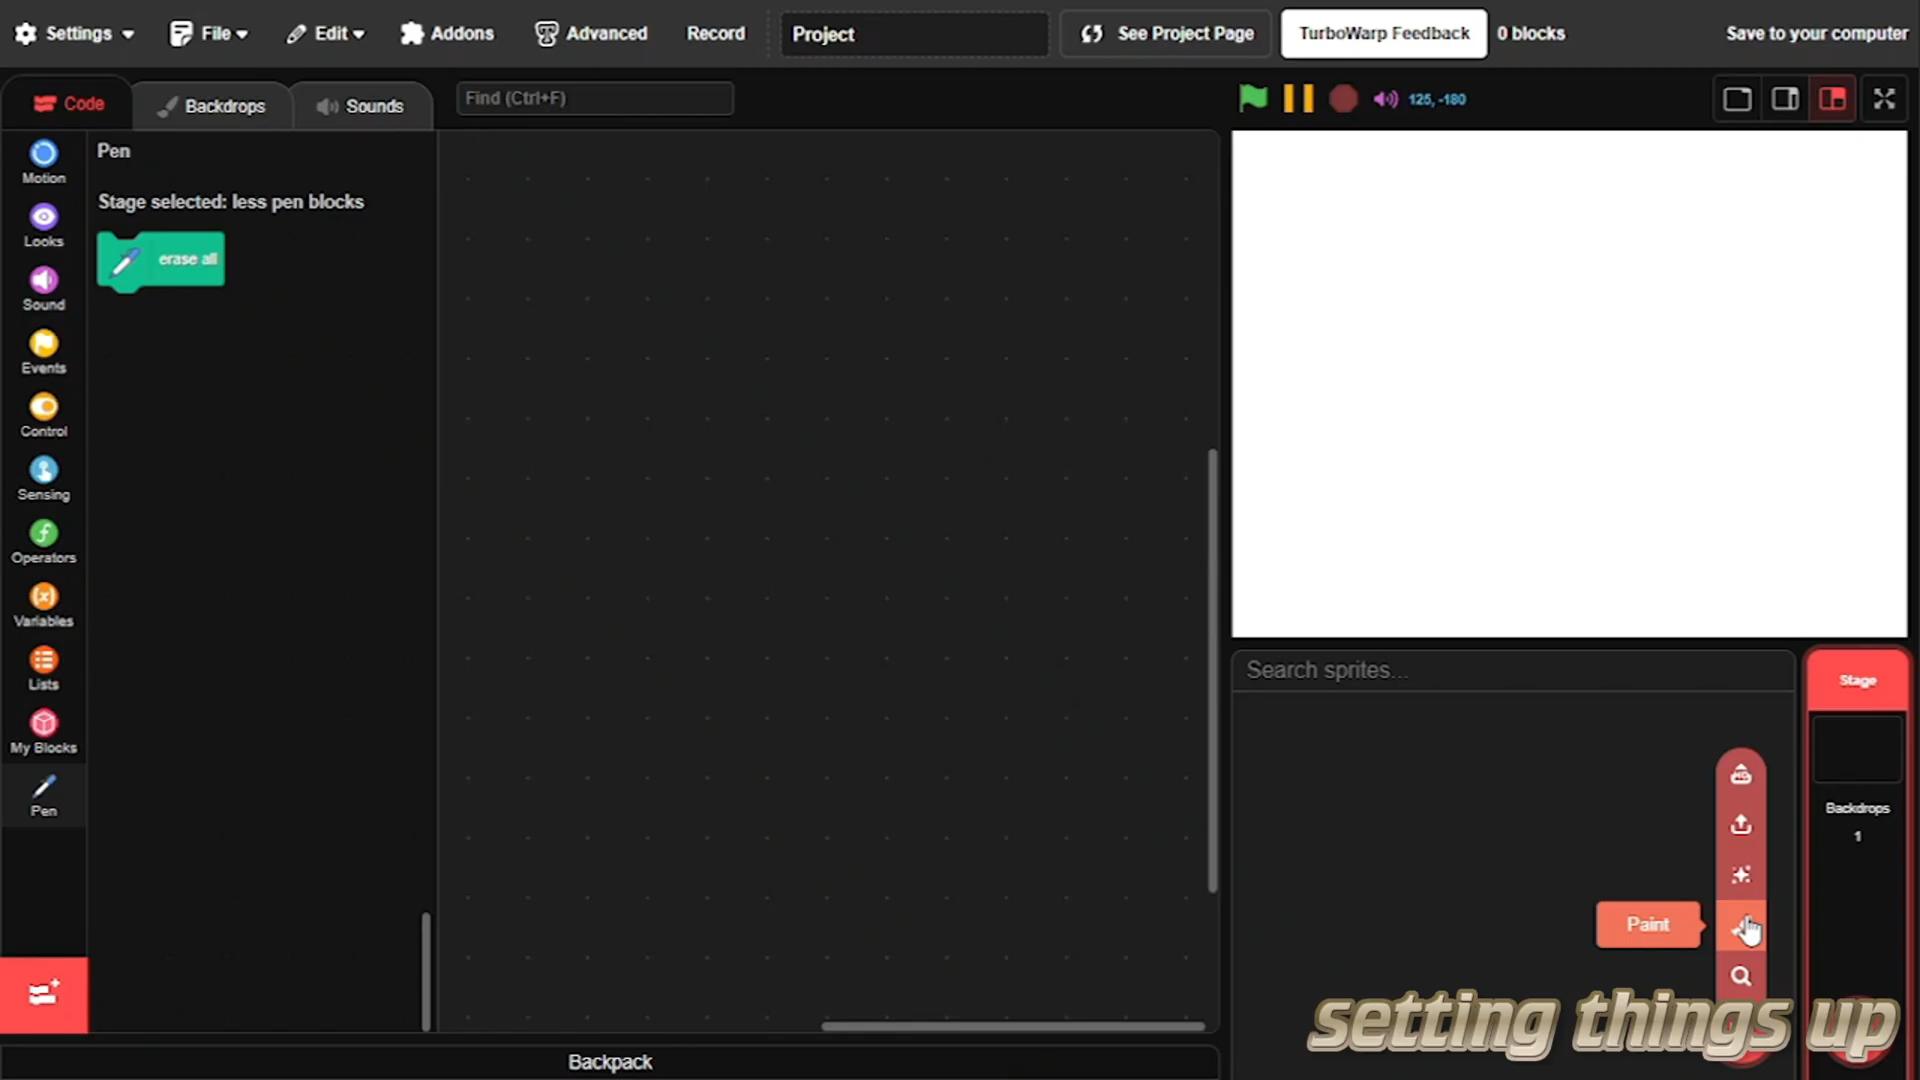 Settings
File
Edit
Addons
Advanced
Record
Project
See Project Page
TurboWarp Feedback
0 blocks
Save to your computer
Code
Backdrops
Sounds
Find (Ctrl+F)
125, -180
Motion
Looks
Sound
Events
Control
Sensing
Operators
Variables
Lists
My Blocks
Pen
Pen
Stage selected: less pen blocks
erase all
Search sprites...
Stage
Backdrops
1
Paint
setting things up
Backpack